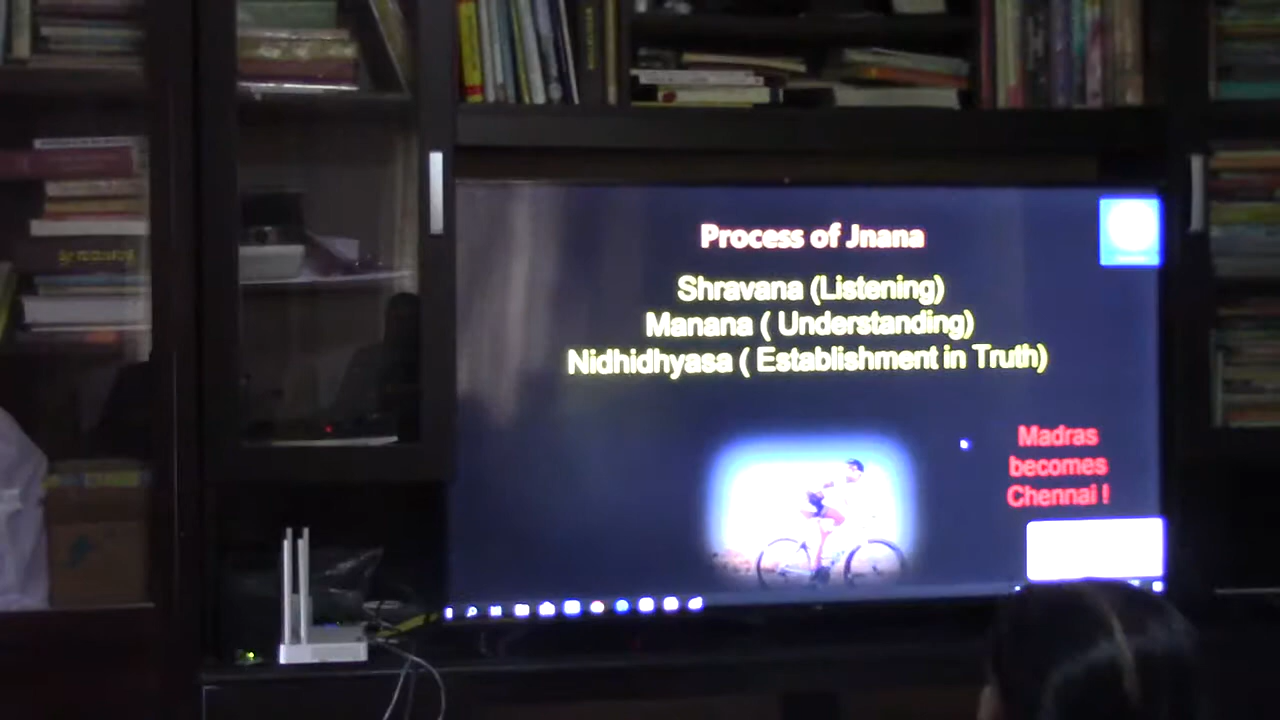 Process of Jnana
Shravana (Listening)
Manana ( Understanding)
Nidhidhyasa ( Establishment in Truth)
Madras
becomes
Chennai !